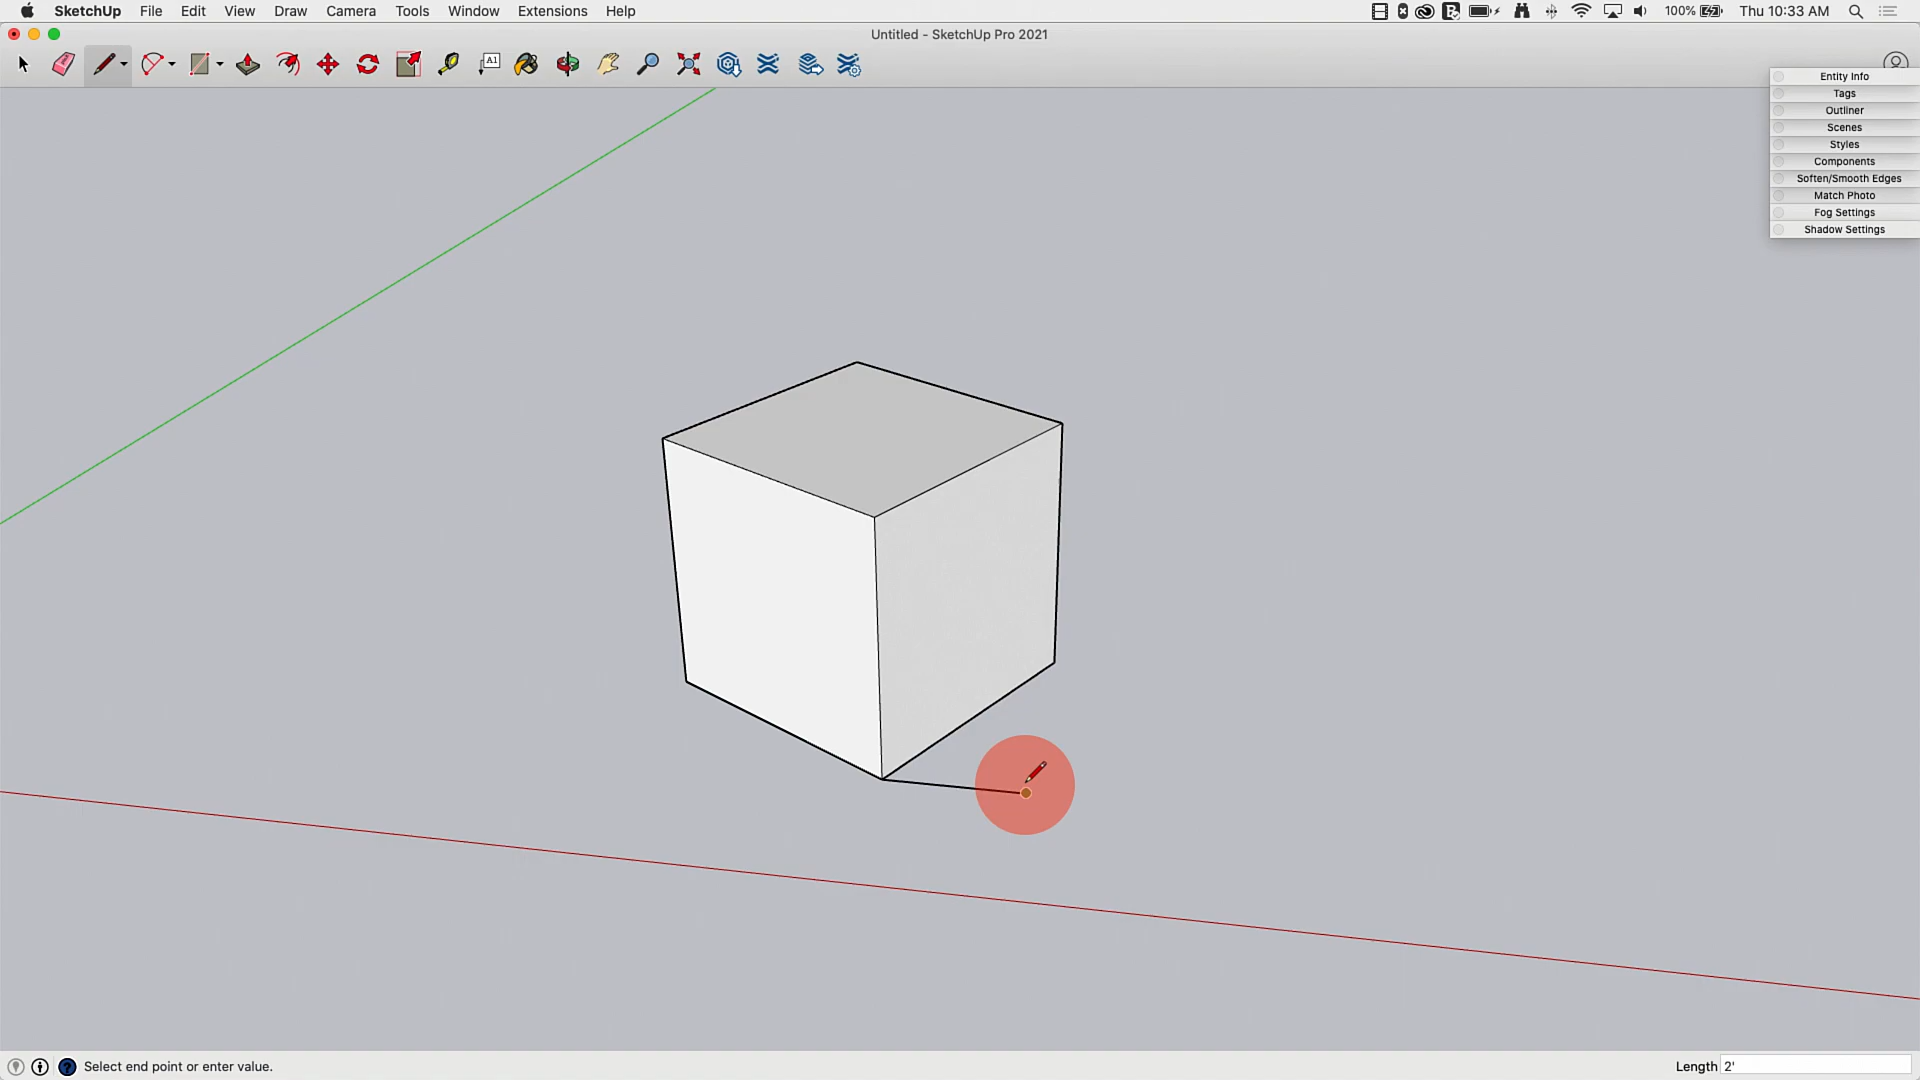 SketchUp File Edit View Draw Camera Tools Window Extensions Help 100% Thu 10:33 AM
Untitled - SketchUp Pro 2021
A1
Entity Info
Tags
Outliner
Scenes
Styles
Components
Soften/Smooth Edges
Match Photo
Fog Settings
Shadow Settings
Select end point or enter value. Length 2'